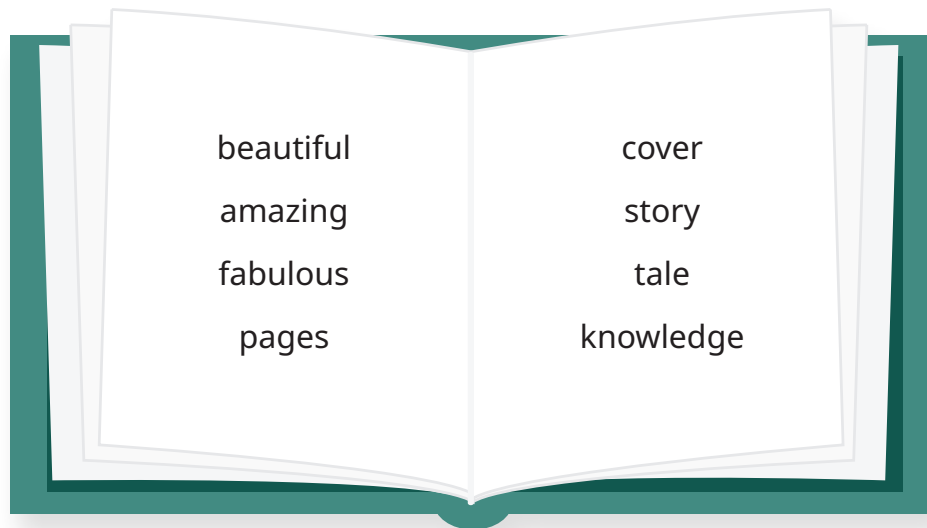 beautiful
amazing
fabulous
pages
cover
story
tale
knowledge